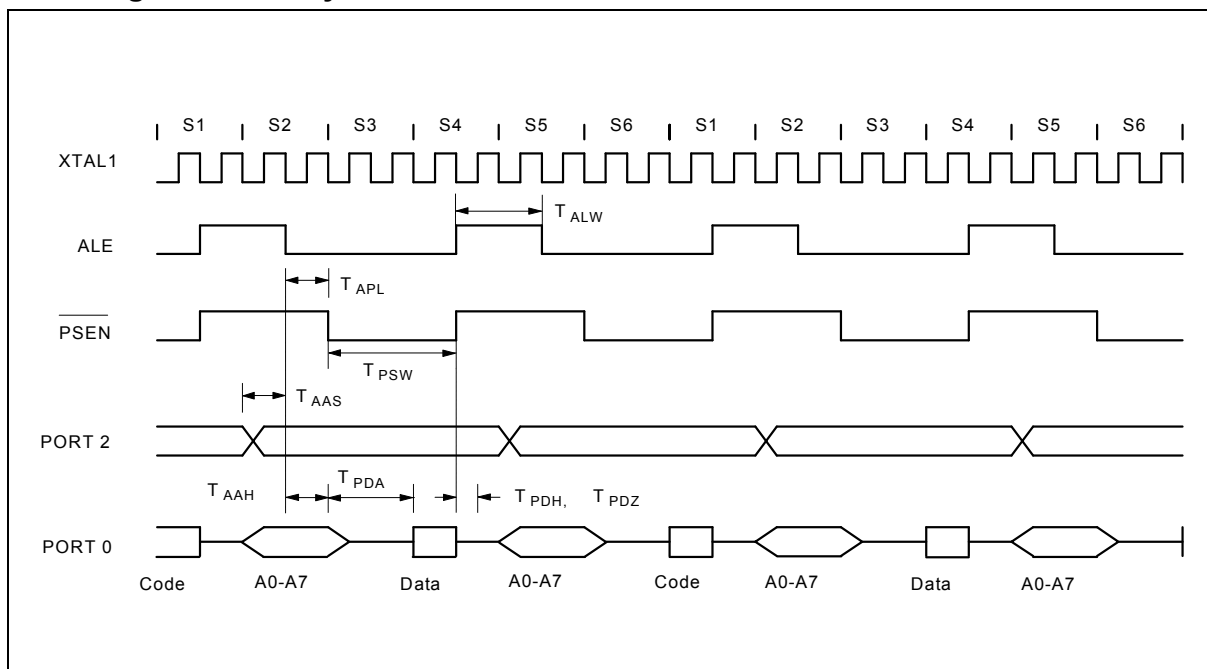 S1 S2 S3 S4 S5 S6 S1 S2 S3 S4 S5 S6
XTAL1
T ALW
ALE
T APL
PSEN
T PSW
T AAS
PORT 2
T AAH T PDA T PDH, T PDZ
PORT 0
Code A0-A7 Data A0-A7 Code A0-A7 Data A0-A7